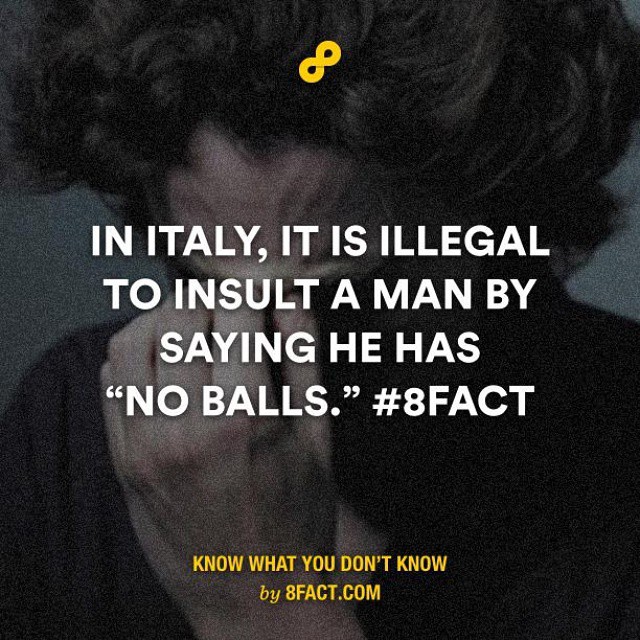 IN ITALY, IT IS ILLEGAL
TO INSULT A MAN BY
SAYING HE HAS
“NO BALLS.” #8FACT
KNOW WHAT YOU DON’T KNOW
by 8FACT.COM